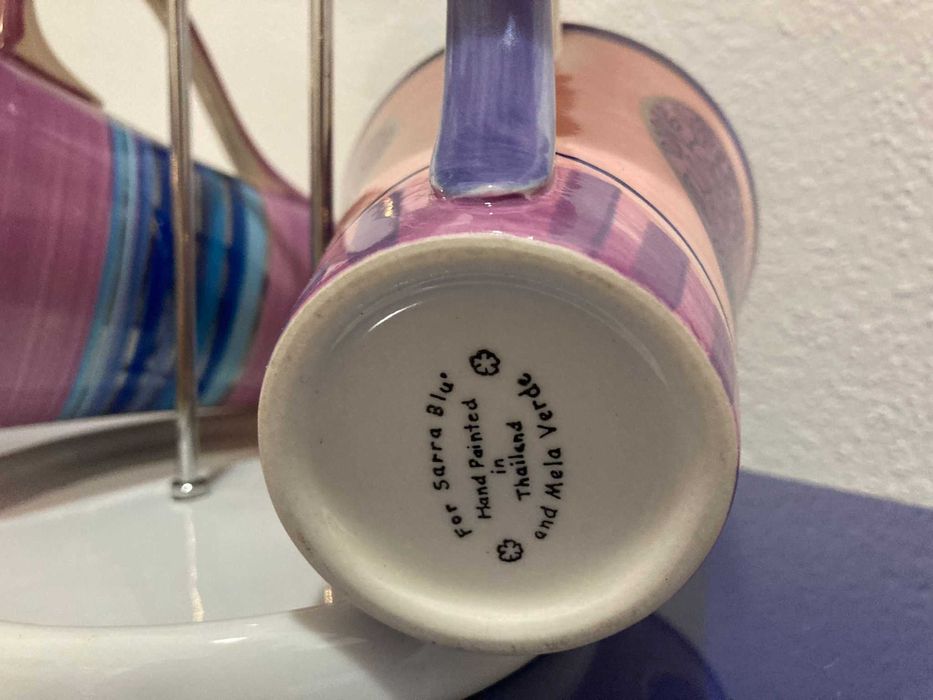 For Sarra Blu'
Hand Painted
in
Thailand
and Mela Verde